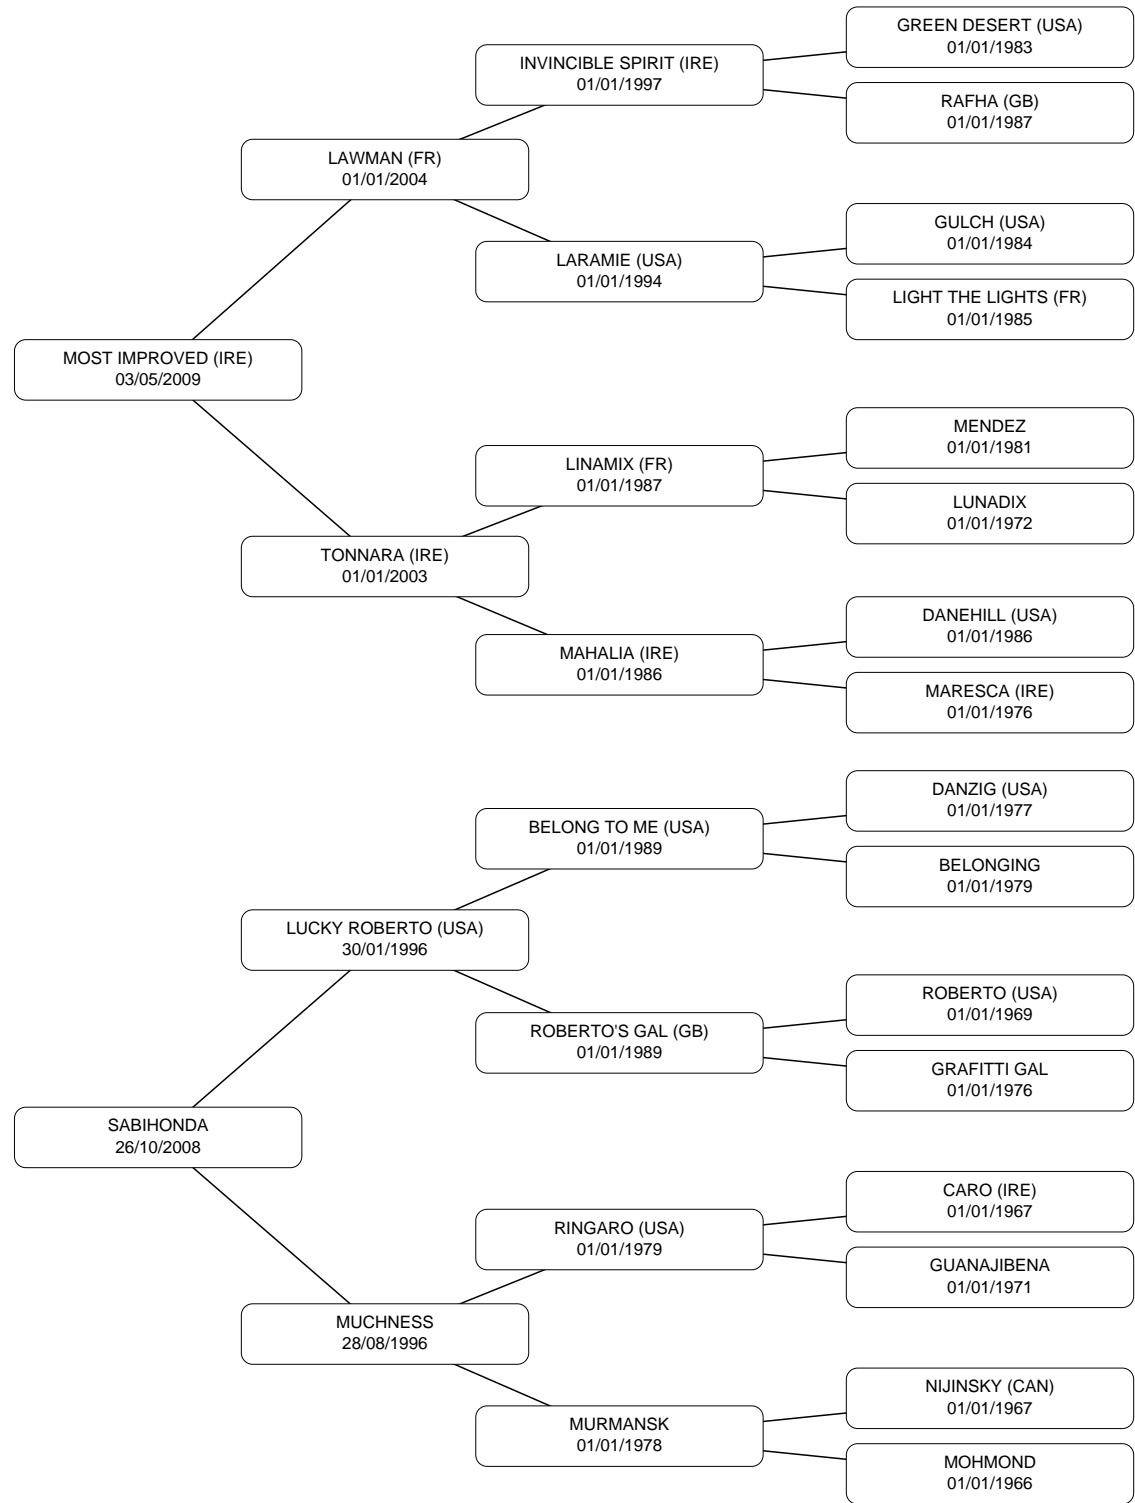 GREEN DESERT (USA)
01/01/1983
INVINCIBLE SPIRIT (IRE)
01/01/1997
RAFHA (GB)
01/01/1987
LAWMAN (FR)
01/01/2004
GULCH (USA)
01/01/1984
LARAMIE (USA)
01/01/1994
LIGHT THE LIGHTS (FR)
01/01/1985
MOST IMPROVED (IRE)
03/05/2009
MENDEZ
01/01/1981
LINAMIX (FR)
01/01/1987
LUNADIX
01/01/1972
TONNARA (IRE)
01/01/2003
DANEHILL (USA)
01/01/1986
MAHALIA (IRE)
01/01/1986
MARESCA (IRE)
01/01/1976
DANZIG (USA)
01/01/1977
BELONG TO ME (USA)
01/01/1989
BELONGING
01/01/1979
LUCKY ROBERTO (USA)
30/01/1996
ROBERTO (USA)
01/01/1969
ROBERTO'S GAL (GB)
01/01/1989
GRAFITTI GAL
01/01/1976
SABIHONDA
26/10/2008
CARO (IRE)
01/01/1967
RINGARO (USA)
01/01/1979
GUANAJIBENA
01/01/1971
MUCHNESS
28/08/1996
NIJINSKY (CAN)
01/01/1967
MURMANSK
01/01/1978
MOHMOND
01/01/1966